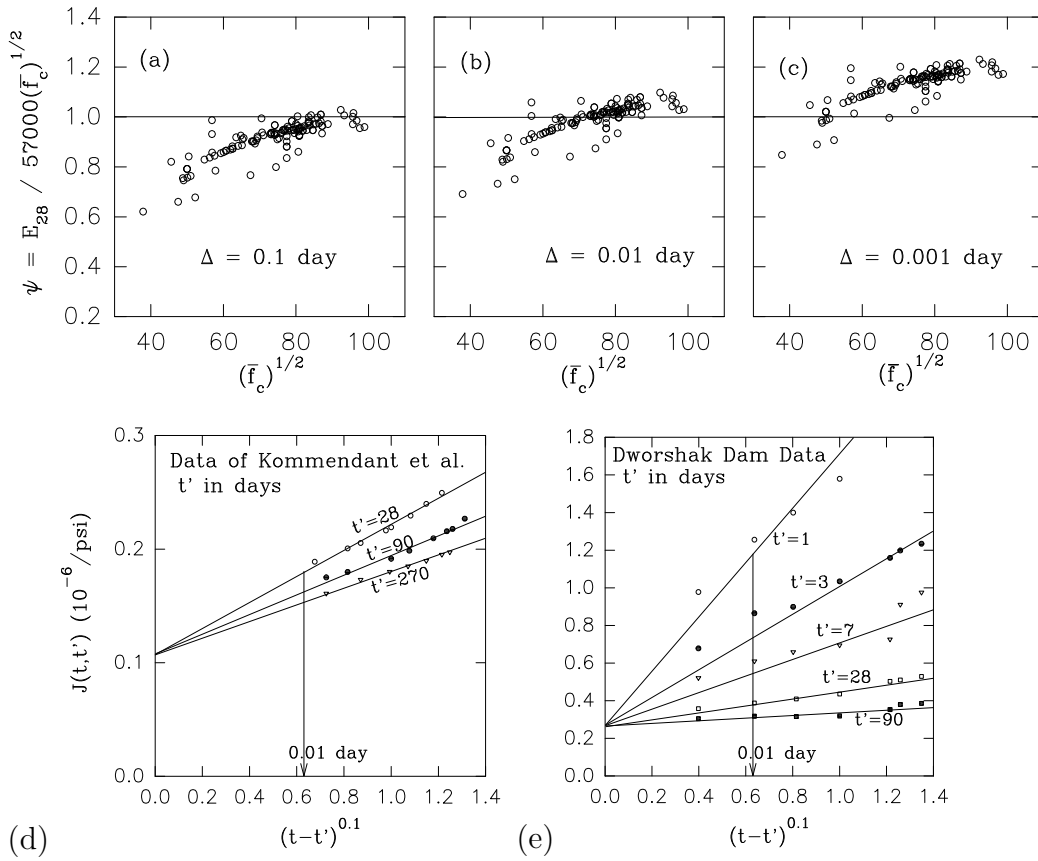 ψ = E_28 / 57000(f̄_c)^1/2
1.4
1.2
1.0
0.8
0.6
0.4
0.2
(a)
Δ = 0.1 day
40 60 80 100
(f̄_c)^1/2
(b)
Δ = 0.01 day
40 60 80 100
(f̄_c)^1/2
(c)
Δ = 0.001 day
40 60 80 100
(f̄_c)^1/2
(d)
J(t,t') (10^−6/psi)
0.3
0.2
0.1
0.0
Data of Kommendant et al.
t' in days
t'=28
t'=90
t'=270
0.01 day
0.0 0.2 0.4 0.6 0.8 1.0 1.2 1.4
(t−t')^0.1
(e)
1.8
1.6
1.4
1.2
1.0
0.8
0.6
0.4
0.2
0.0
Dworshak Dam Data
t' in days
t'=1
t'=3
t'=7
t'=28
t'=90
0.01 day
0.0 0.2 0.4 0.6 0.8 1.0 1.2 1.4
(t−t')^0.1